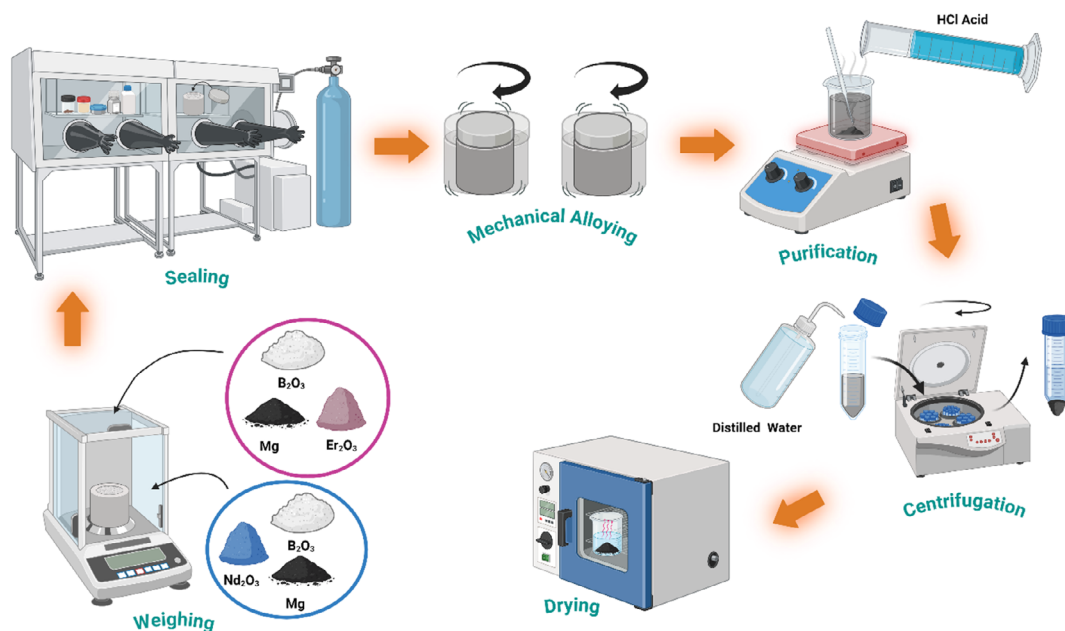 HCl Acid
Sealing
Mechanical Alloying
Purification
B₂O₃
Mg
Er₂O₃
B₂O₃
Nd₂O₃
Mg
Weighing
Distilled Water
Centrifugation
Drying